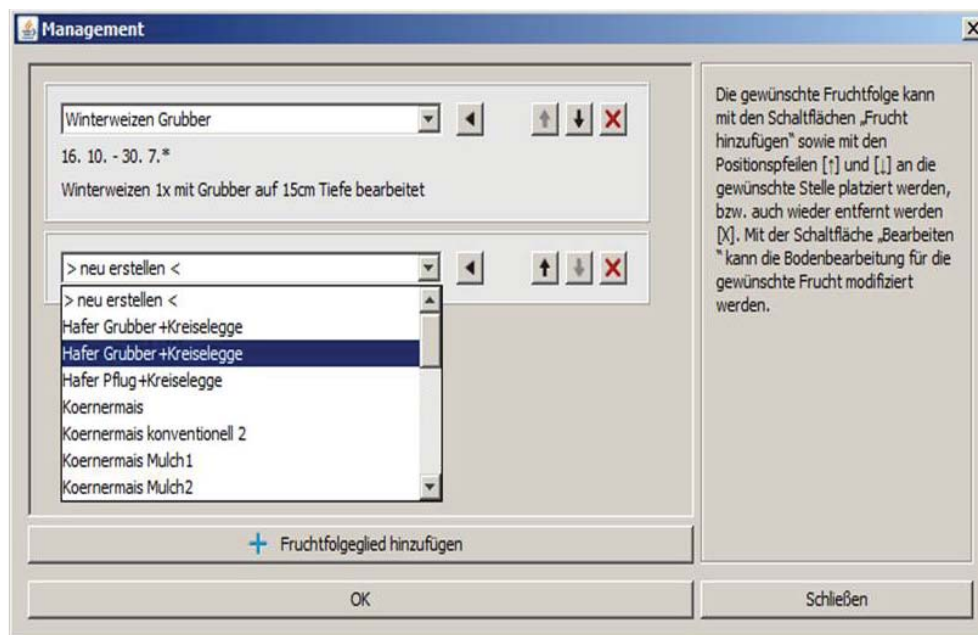 Management
Winterweizen Grubber
16. 10. - 30. 7.*
Winterweizen 1x mit Grubber auf 15cm Tiefe bearbeitet
> neu erstellen <
> neu erstellen <
Hafer Grubber+Kreiselegge
Hafer Grubber+Kreiselegge
Hafer Pflug+Kreiselegge
Koernermais
Koernermais konventionell 2
Koernermais Mulch1
Koernermais Mulch2
Fruchtfolgeglied hinzufügen
OK
Die gewünschte Fruchtfolge kann
mit den Schaltflächen „Frucht
hinzufügen“ sowie mit den
Positionspfeilen [↑] und [↓] an die
gewünschte Stelle platziert werden,
bzw. auch wieder entfernt werden
[X]. Mit der Schaltfläche „Bearbeiten
“ kann die Bodenbearbeitung für die
gewünschte Frucht modifiziert
werden.
Schließen